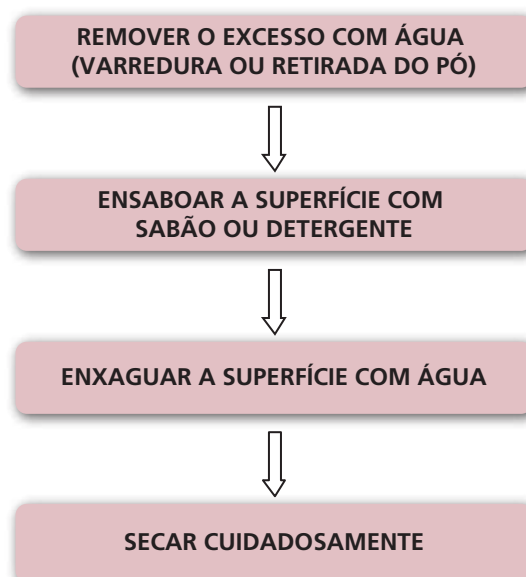 REMOVER O EXCESSO COM ÁGUA
(VARREDURA OU RETIRADA DO PÓ)
ENSABOAR A SUPERFÍCIE COM
SABÃO OU DETERGENTE
ENXAGUAR A SUPERFÍCIE COM ÁGUA
SECAR CUIDADOSAMENTE